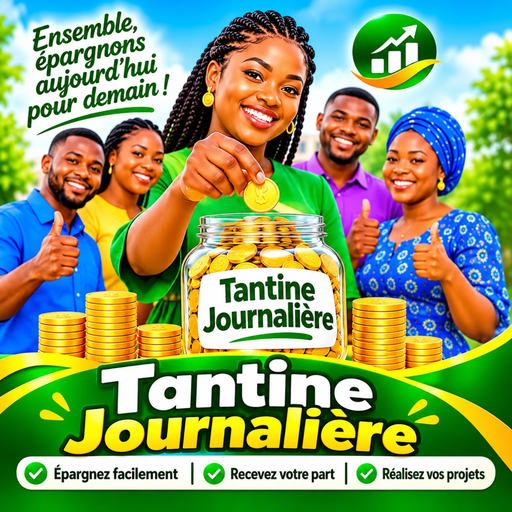 Ensemble,
épargnons
aujourd'hui
pour demain !
Tantine
Journalière
Tantine
Journalière
Épargnez facilement
Recevez votre part
Réalisez vos projets